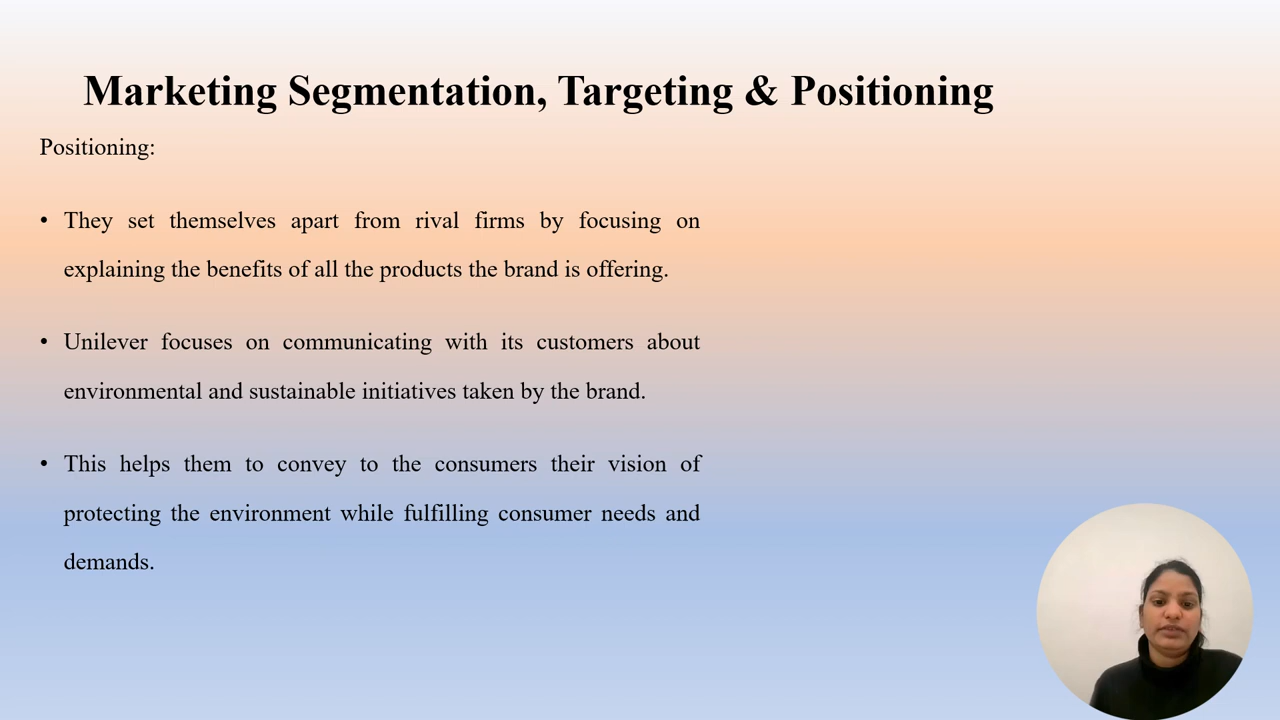 Marketing Segmentation, Targeting & Positioning
Positioning:
• They set themselves apart from rival firms by focusing on
explaining the benefits of all the products the brand is offering.
• Unilever focuses on communicating with its customers about
environmental and sustainable initiatives taken by the brand.
• This helps them to convey to the consumers their vision of
protecting the environment while fulfilling consumer needs and
demands.